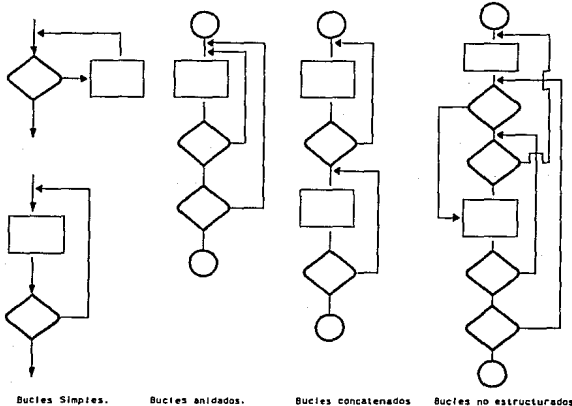 Bucles Simples.
Bucles anidados.
Bucles concatenados
Bucles no estructurados